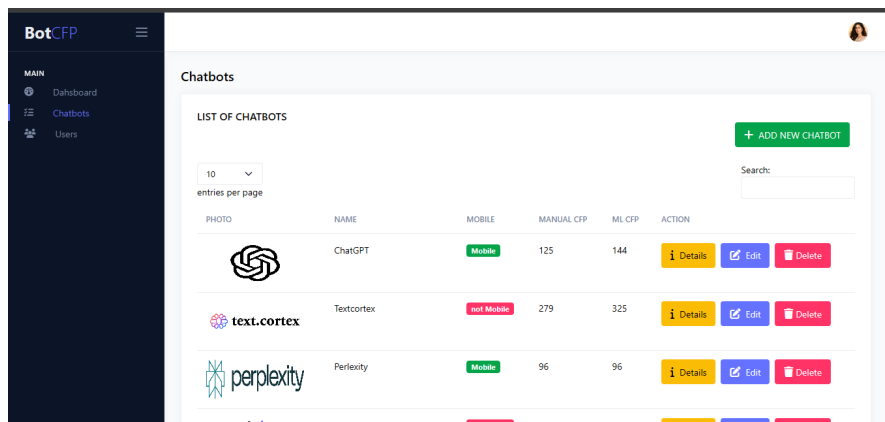 BotCFP
MAIN
Dahsboard
Chatbots
Users
Chatbots
LIST OF CHATBOTS
+ ADD NEW CHATBOT
10
entries per page
Search:
PHOTO NAME MOBILE MANUAL CFP ML CFP ACTION
ChatGPT Mobile 125 144 Details Edit Delete
text.cortex Textcortex not Mobile 279 325 Details Edit Delete
perplexity Perlexity Mobile 96 96 Details Edit Delete